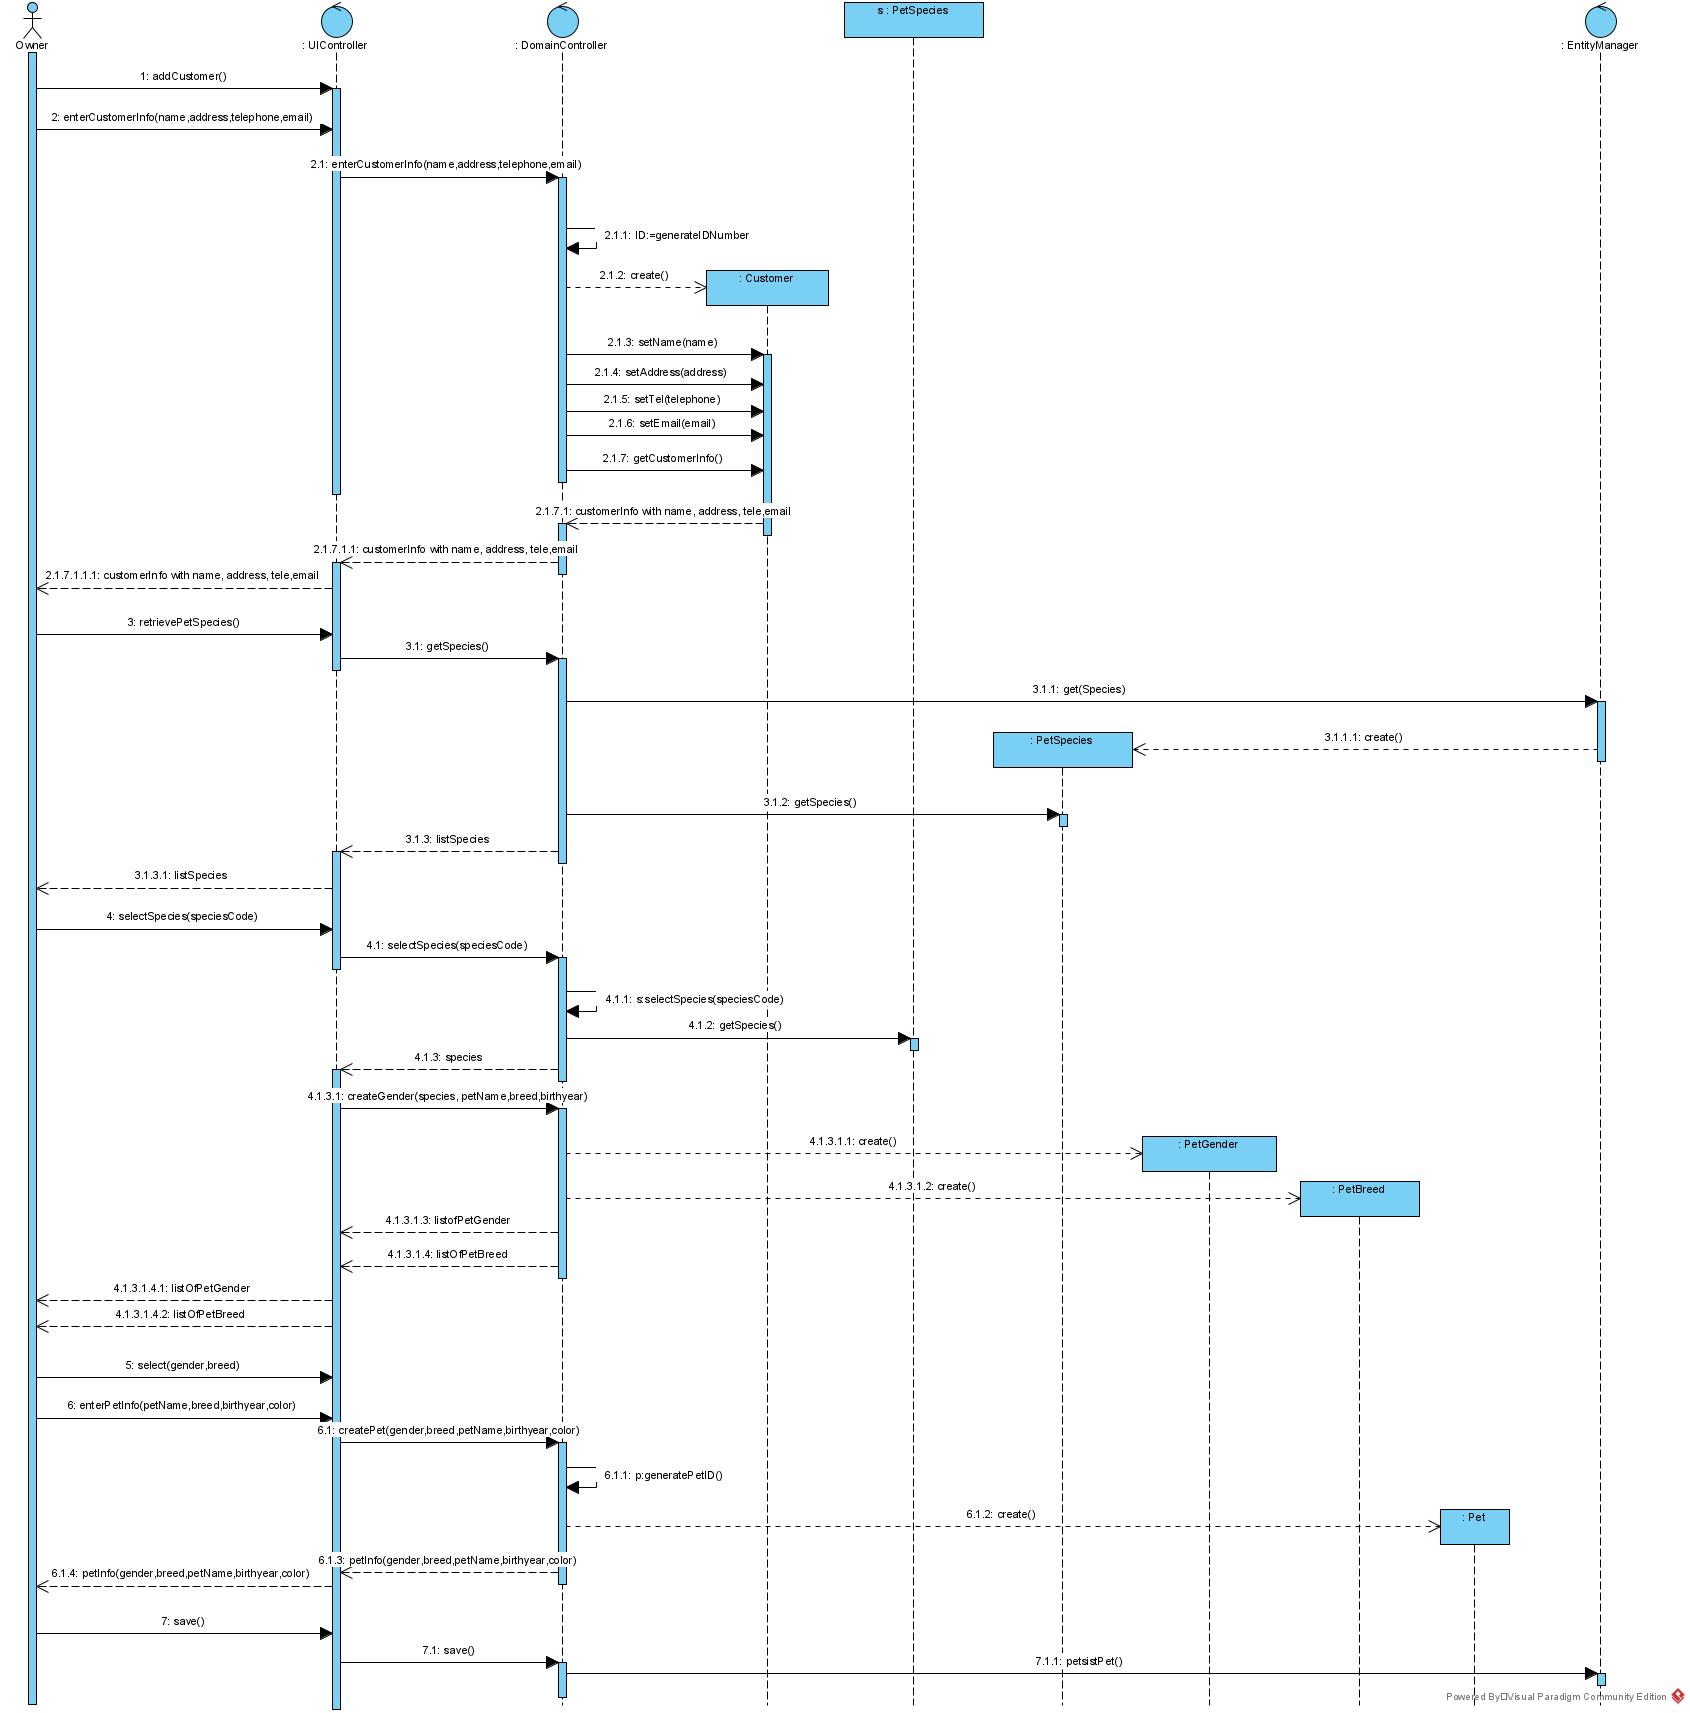 s : PetSpecies
Owner
: UIController
: DomainController
: EntityManager
1: addCustomer()
2: enterCustomerInfo(name,address,telephone,email)
2.1: enterCustomerInfo(name,address,telephone,email)
2.1.1: ID:=generateIDNumber
2.1.2: create()
: Customer
2.1.3: setName(name)
2.1.4: setAddress(address)
2.1.5: setTel(telephone)
2.1.6: setEmail(email)
2.1.7: getCustomerInfo()
2.1.7.1: customerInfo with name, address, tele,email
2.1.7.1.1: customerInfo with name, address, tele,email
2.1.7.1.1.1: customerInfo with name, address, tele,email
3: retrievePetSpecies()
3.1: getSpecies()
3.1.1: get(Species)
: PetSpecies
3.1.1.1: create()
3.1.2: getSpecies()
3.1.3: listSpecies
3.1.3.1: listSpecies
4: selectSpecies(speciesCode)
4.1: selectSpecies(speciesCode)
4.1.1: s:selectSpecies(speciesCode)
4.1.2: getSpecies()
4.1.3: species
4.1.3.1: createGender(species, petName,breed,birthyear)
4.1.3.1.1: create()
: PetGender
4.1.3.1.2: create()
: PetBreed
4.1.3.1.3: listofPetGender
4.1.3.1.4: listOfPetBreed
4.1.3.1.4.1: listOfPetGender
4.1.3.1.4.2: listOfPetBreed
5: select(gender,breed)
6: enterPetInfo(petName,breed,birthyear,color)
6.1: createPet(gender,breed,petName,birthyear,color)
6.1.1: p:generatePetID()
6.1.2: create()
: Pet
6.1.3: petInfo(gender,breed,petName,birthyear,color)
6.1.4: petInfo(gender,breed,petName,birthyear,color)
7: save()
7.1: save()
7.1.1: petsistPet()
Powered By□Visual Paradigm Community Edition